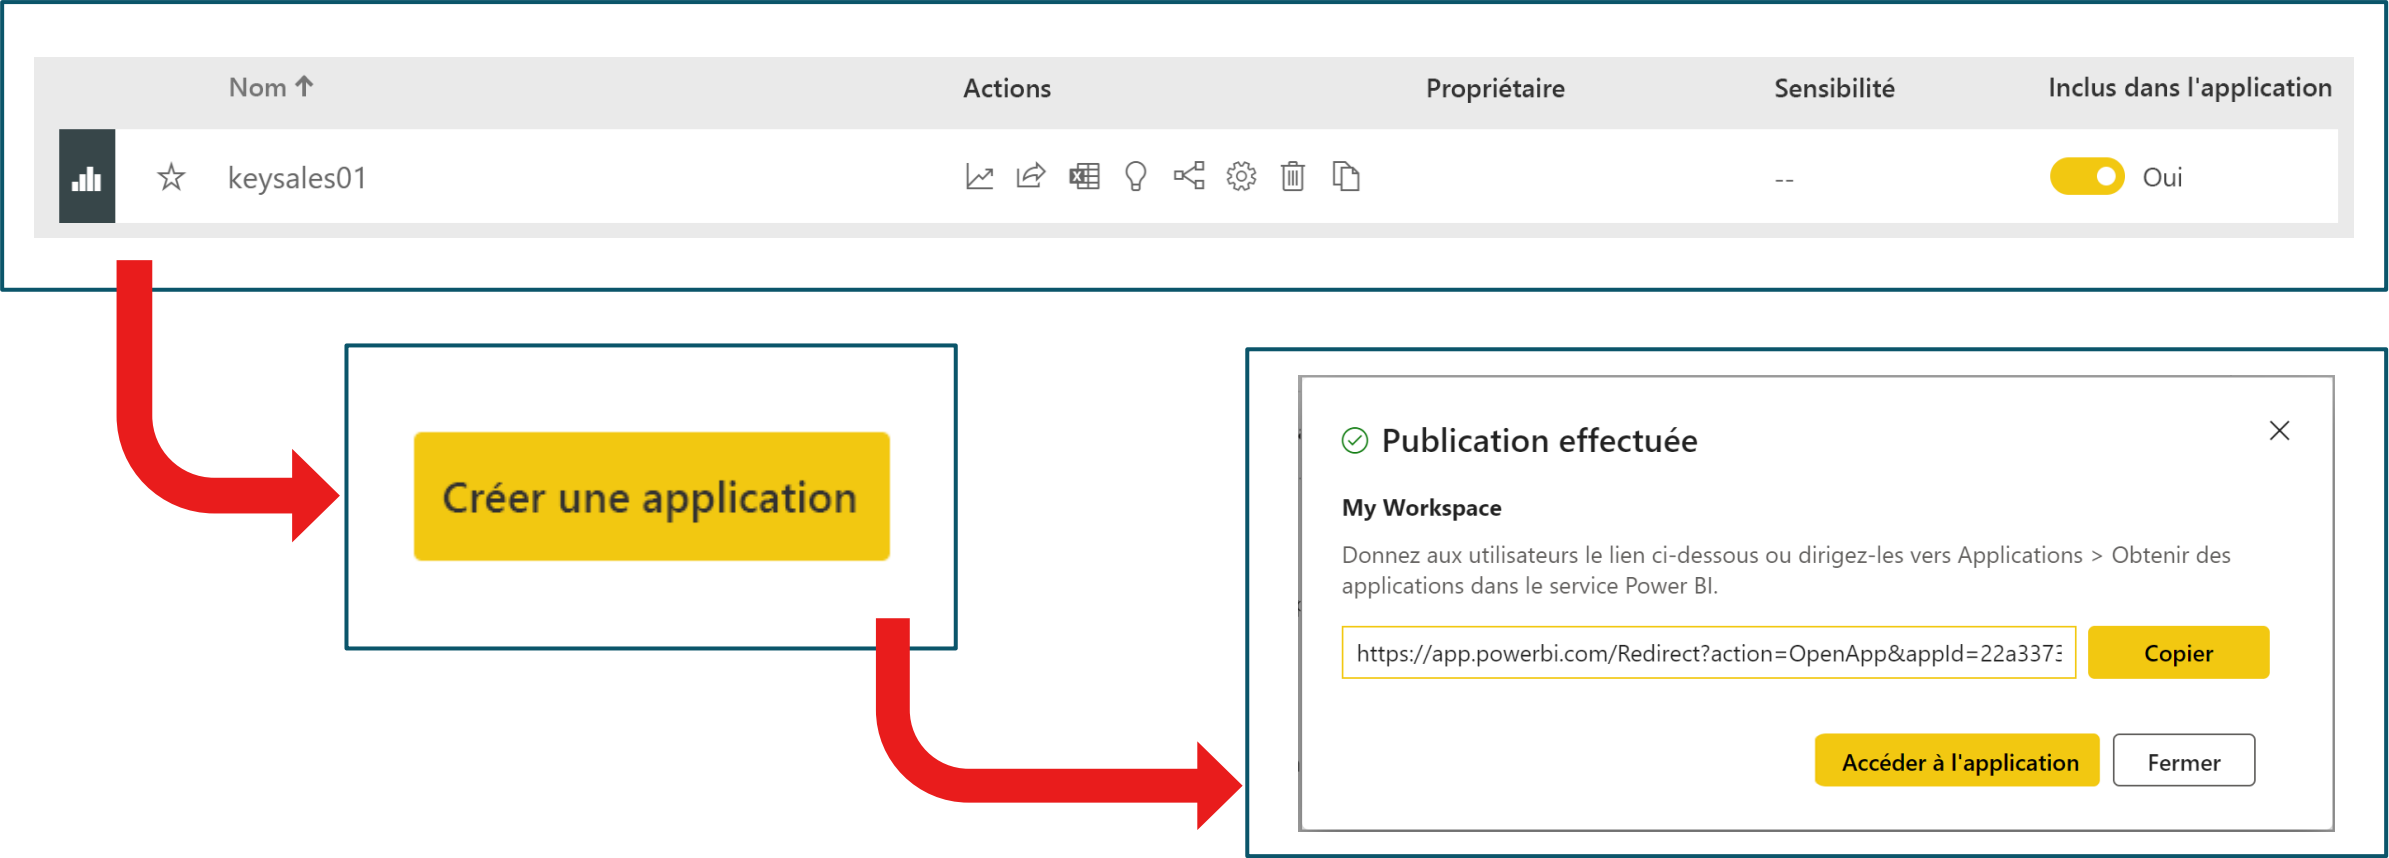 Nom Actions Propriétaire Sensibilité Inclus dans l'application
keysales01 -- Oui
Créer une application
Publication effectuée
My Workspace
Donnez aux utilisateurs le lien ci-dessous ou dirigez-les vers Applications > Obtenir des
applications dans le service Power BI.
https://app.powerbi.com/Redirect?action=OpenApp&appId=22a3373 Copier
Accéder à l'application Fermer